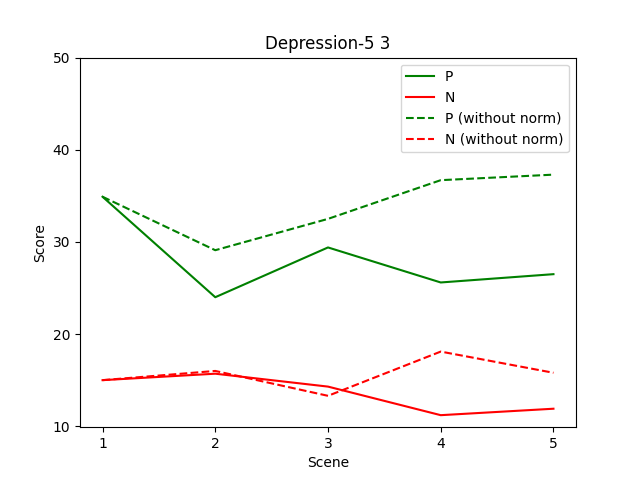 Depression-5 3
50
40
30
20
10
Score
P
N
P (without norm)
N (without norm)
1 2 3 4 5
Scene